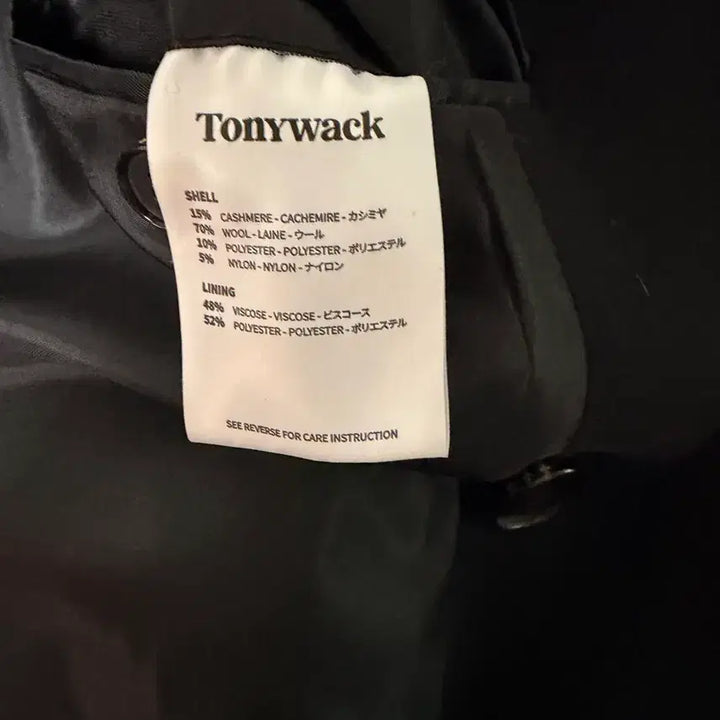 Tonywack
SHELL
15% CASHMERE - CACHEMIRE - カシミヤ
70% WOOL - LAINE - ウール
10% POLYESTER - POLYESTER - ポリエステル
5% NYLON - NYLON - ナイロン
LINING
48% VISCOSE - VISCOSE - ビスコース
52% POLYESTER - POLYESTER - ポリエステル
SEE REVERSE FOR CARE INSTRUCTION